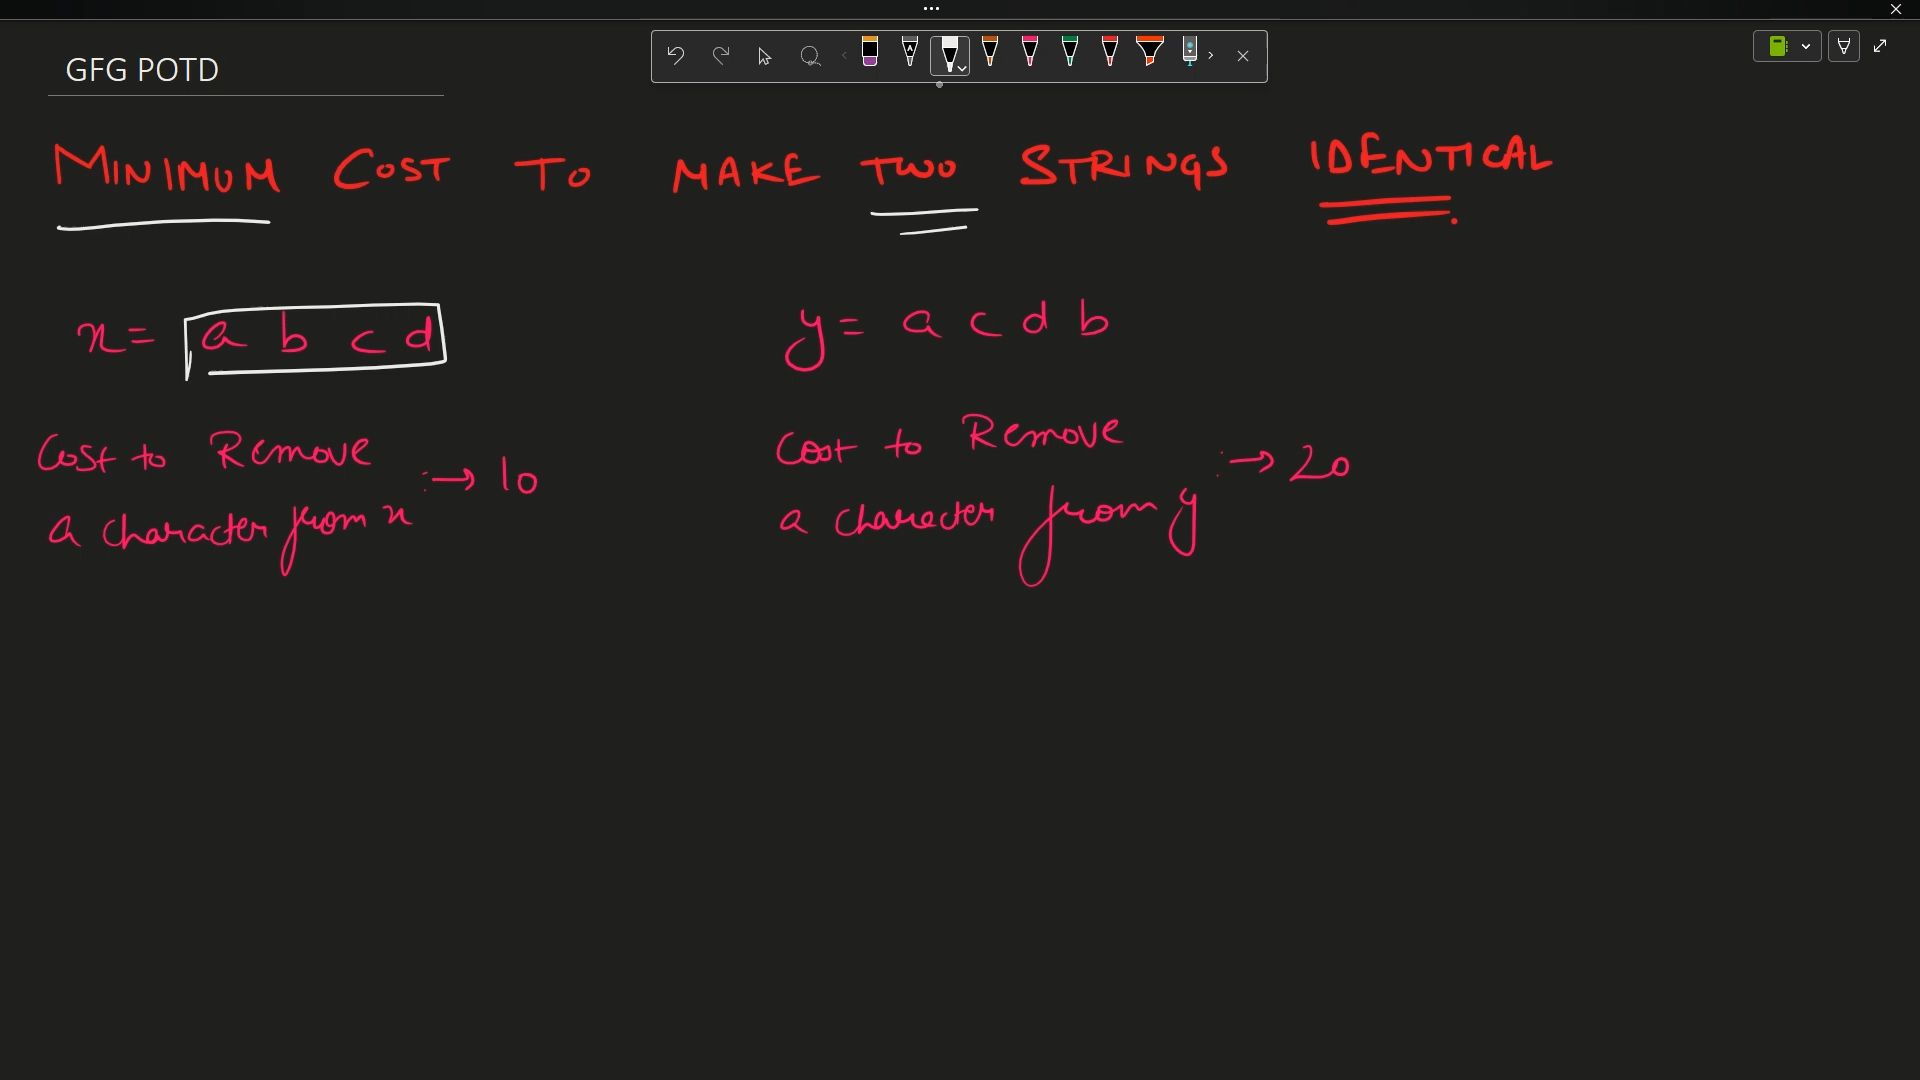 GFG POTD
MINIMUM COST TO MAKE TWO STRINGS IDENTICAL
x = a b c d
y = a c d b
Cost to Remove a character from x :→ 10
Cost to Remove a character from y :→ 20